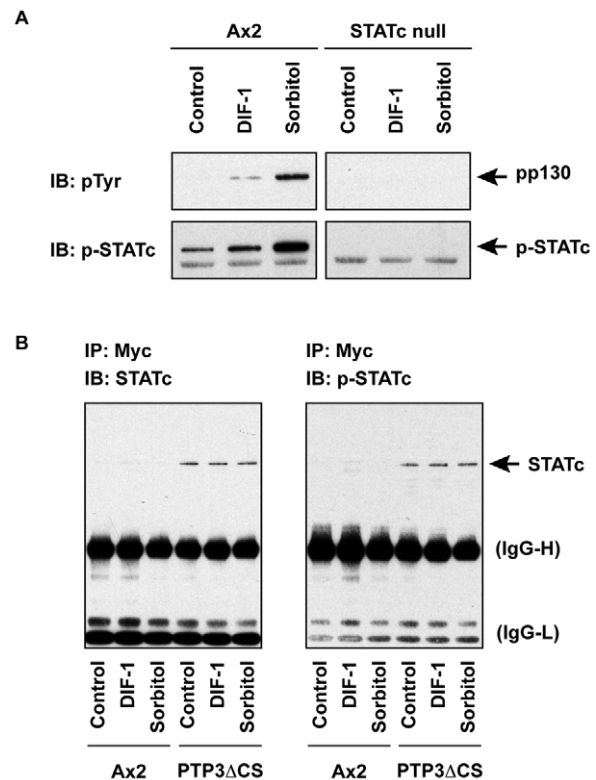 A
Ax2
STATc null
Control
DIF-1
Sorbitol
Control
DIF-1
Sorbitol
IB: pTyr
pp130
IB: p-STATc
p-STATc
B
IP: Myc
IB: STATc
IP: Myc
IB: p-STATc
STATc
(IgG-H)
(IgG-L)
Control
DIF-1
Sorbitol
Control
DIF-1
Sorbitol
Control
DIF-1
Sorbitol
Control
DIF-1
Sorbitol
Ax2
PTP3ΔCS
Ax2
PTP3ΔCS